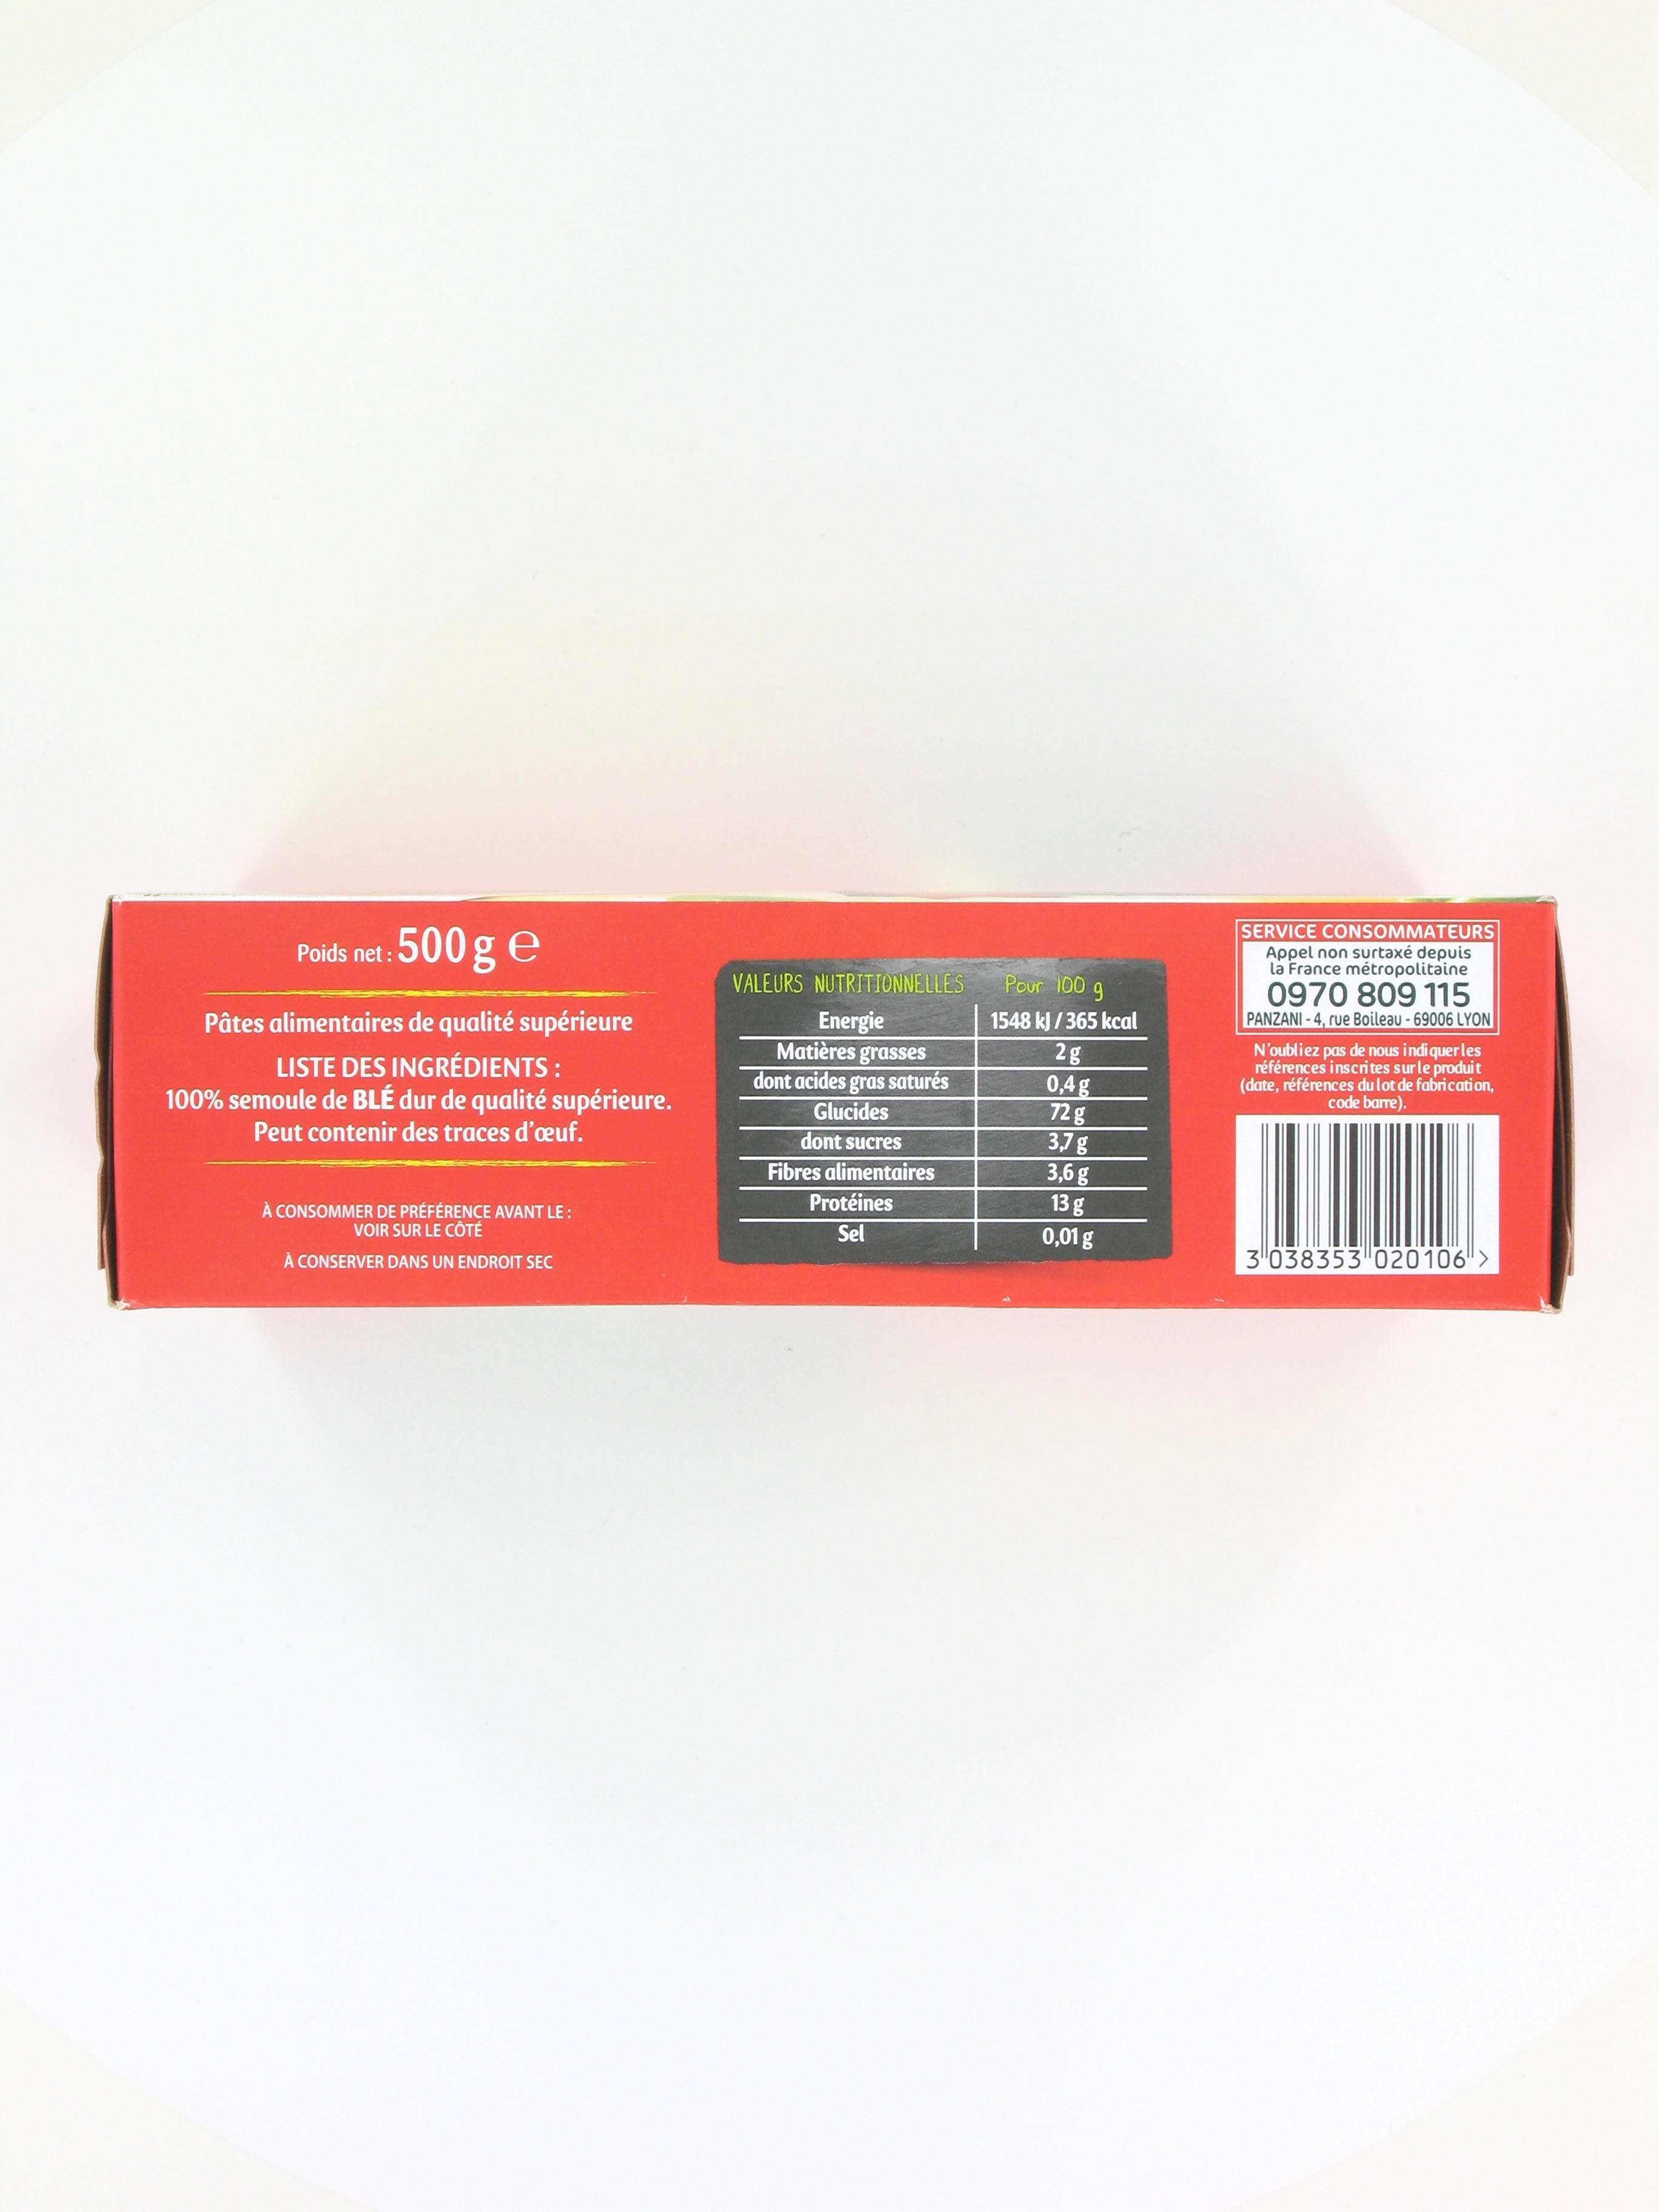 Poids net : 500 g ℮
Pâtes alimentaires de qualité supérieure
LISTE DES INGRÉDIENTS :
100% semoule de BLÉ dur de qualité supérieure.
Peut contenir des traces d'œuf.
À CONSOMMER DE PRÉFÉRENCE AVANT LE :
VOIR SUR LE CÔTÉ
À CONSERVER DANS UN ENDROIT SEC
VALEURS NUTRITIONNELLES Pour 100 g
Energie 1548 kJ / 365 kcal
Matières grasses 2 g
dont acides gras saturés 0,4 g
Glucides 72 g
dont sucres 3,7 g
Fibres alimentaires 3,6 g
Protéines 13 g
Sel 0,01 g
SERVICE CONSOMMATEURS
Appel non surtaxé depuis
la France métropolitaine
0970 809 115
PANZANI - 4, rue Boileau - 69006 LYON
N'oubliez pas de nous indiquer les
références inscrites sur le produit
(date, références du lot de fabrication,
code barre).
3 038353 020106 >